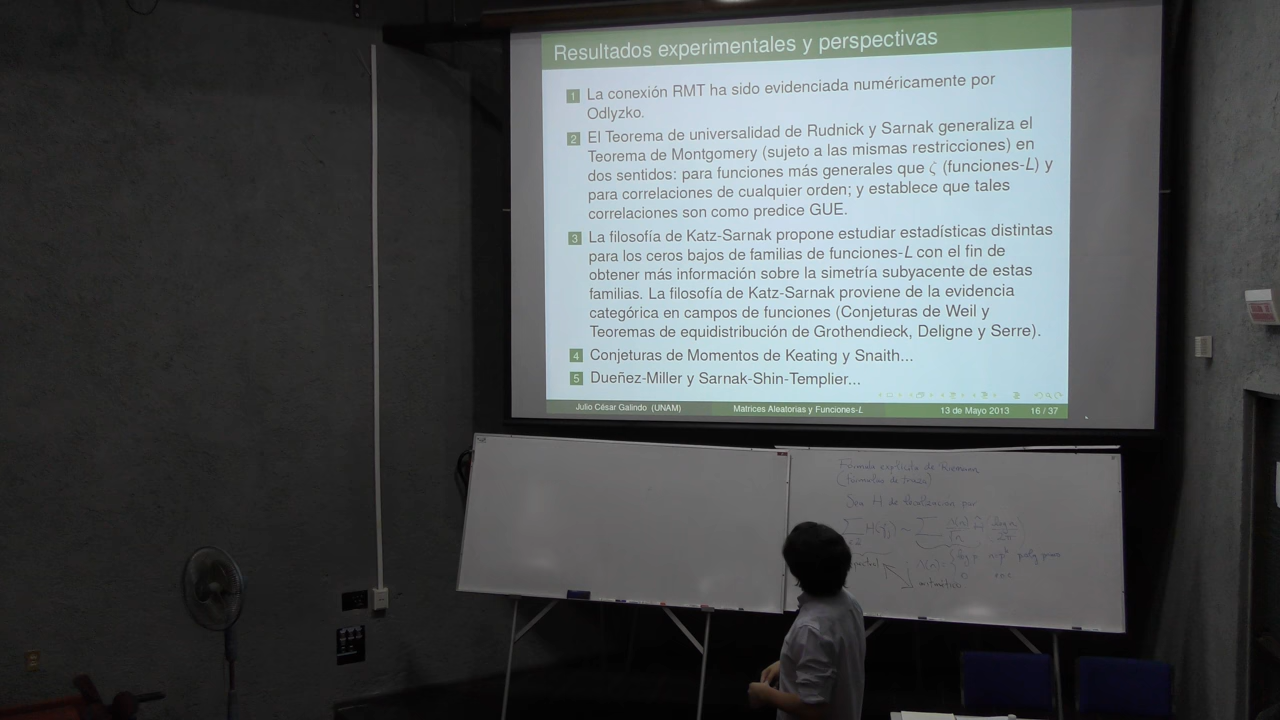 Resultados experimentales y perspectivas
1 La conexión RMT ha sido evidenciada numéricamente por
Odlyzko.
2 El Teorema de universalidad de Rudnick y Sarnak generaliza el
Teorema de Montgomery (sujeto a las mismas restricciones) en
dos sentidos: para funciones más generales que ζ (funciones-L) y
para correlaciones de cualquier orden; y establece que tales
correlaciones son como predice GUE.
3 La filosofía de Katz-Sarnak propone estudiar estadísticas distintas
para los ceros bajos de familias de funciones-L con el fin de
obtener más información sobre la simetría subyacente de estas
familias. La filosofía de Katz-Sarnak proviene de la evidencia
categórica en campos de funciones (Conjeturas de Weil y
Teoremas de equidistribución de Grothendieck, Deligne y Serre).
4 Conjeturas de Momentos de Keating y Snaith...
5 Dueñez-Miller y Sarnak-Shin-Templier...
Julio César Galindo (UNAM) Matrices Aleatorias y Funciones-L 13 de Mayo 2013 16 / 37
Fórmula explícita de Riemann
(fórmulas de traza)
H de
aritmético